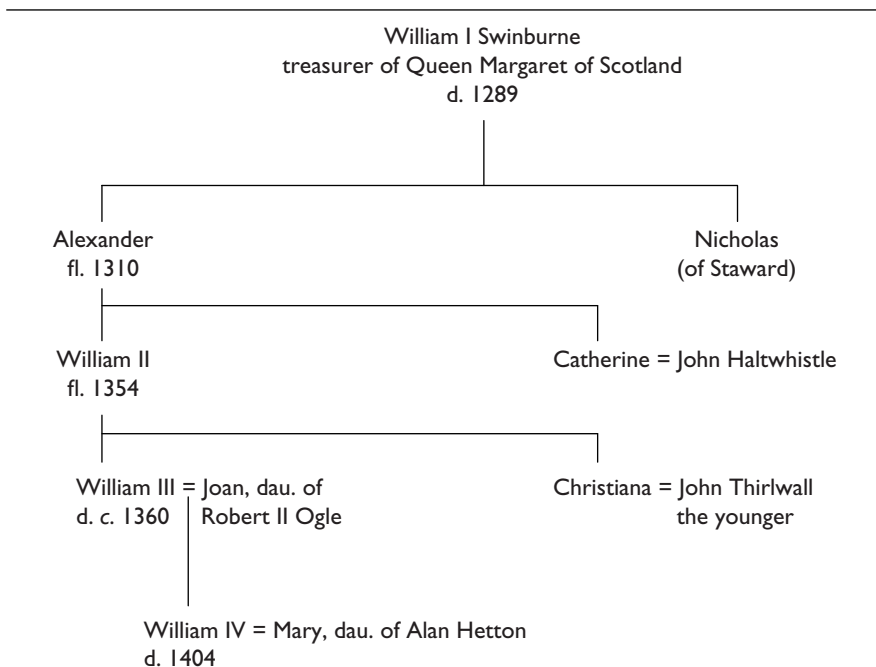 William I Swinburne
treasurer of Queen Margaret of Scotland
d. 1289
Alexander
fl. 1310
Nicholas
(of Staward)
William II
fl. 1354
Catherine = John Haltwhistle
William III = Joan, dau. of
d. c. 1360 Robert II Ogle
Christiana = John Thirlwall
the younger
William IV = Mary, dau. of Alan Hetton
d. 1404